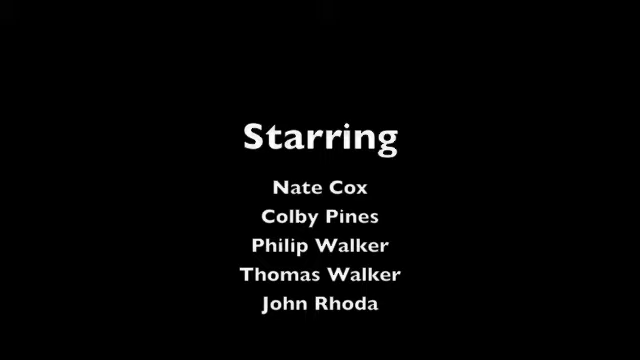 Starring
Nate Cox
Colby Pines
Philip Walker
Thomas Walker
John Rhoda